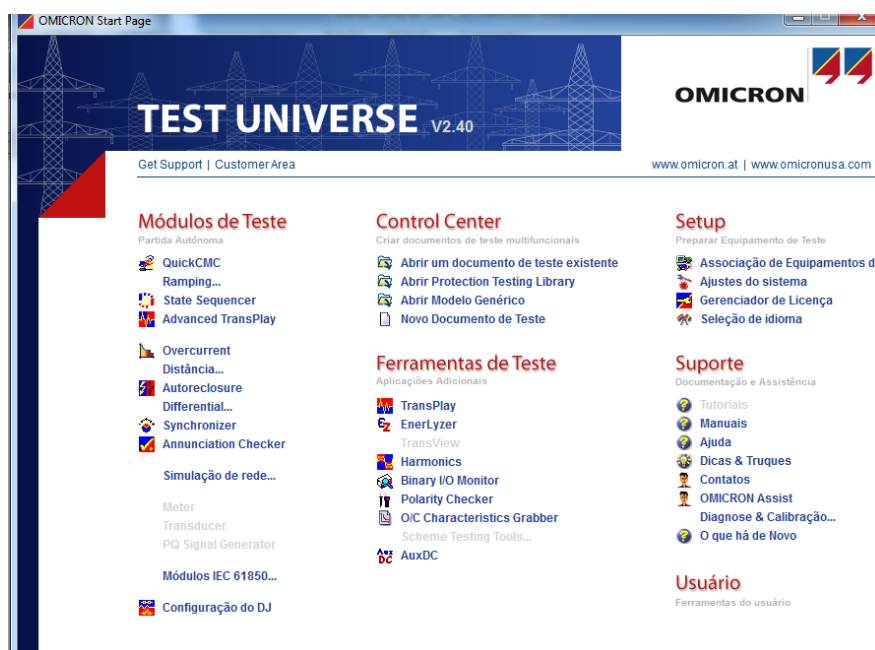 OMICRON Start Page
TEST UNIVERSE V2.40
OMICRON
Get Support | Customer Area
www.omicron.at | www.omicronusa.com
Módulos de Teste
Partida Autônoma
QuickCMC
Ramping...
State Sequencer
Advanced TransPlay
Overcurrent
Distância...
Autoreclosure
Differential...
Synchronizer
Annunciation Checker
Simulação de rede...
Meter
Transducer
PQ Signal Generator
Módulos IEC 61850...
Configuração do DJ
Control Center
Criar documentos de teste multifuncionais
Abrir um documento de teste existente
Abrir Protection Testing Library
Abrir Modelo Genérico
Novo Documento de Teste
Ferramentas de Teste
Aplicações Adicionais
TransPlay
EnerLyzer
TransView
Harmonics
Binary I/O Monitor
Polarity Checker
O/C Characteristics Grabber
Scheme Testing Tools...
AuxDC
Setup
Preparar Equipamento de Teste
Associação de Equipamentos d
Ajustes do sistema
Gerenciador de Licença
Seleção de idioma
Suporte
Documentação e Assistência
Tutoriais
Manuais
Ajuda
Dicas & Truques
Contatos
OMICRON Assist
Diagnose & Calibração...
O que há de Novo
Usuário
Ferramentas do usuário